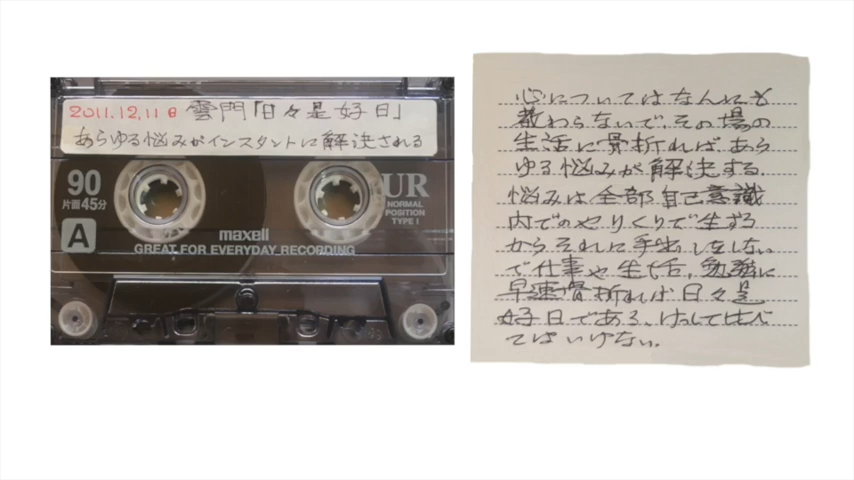 2011.12.11日 雲門「日々是好日」
あらゆる悩みがインスタントに解決される
90
片面45分
A
UR
NORMAL
POSITION
TYPE I
maxell
GREAT FOR EVERYDAY RECORDING
心についてはなんにも
教わらないで、その場の
生活に骨折れば、あら
ゆる悩みが解決する。
悩みは全部自己意識
内でのやりくりで生ずる
からそれに手出しをしない
で仕事や生活、勉強に
早速骨折れば日々是
好日である、けっして比べ
てはいけない。